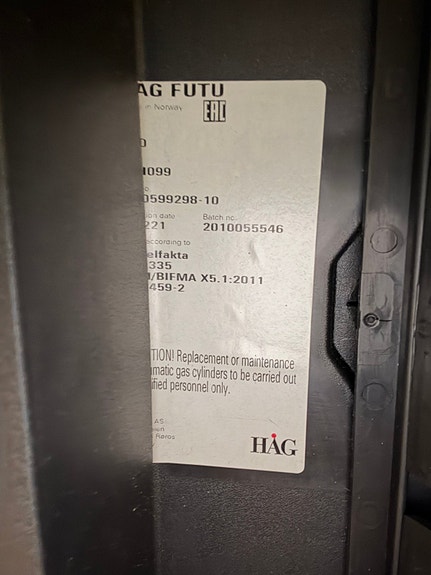 AG FUTU
in Norway
EAC
1099
0599298-10
ion date Batch no.
221 2010055546
according to
elfakta
335
/BIFMA X5.1:2011
459-2
TION! Replacement or maintenance
matic gas cylinders to be carried out
ified personnel only.
AS
Røros
HÅG